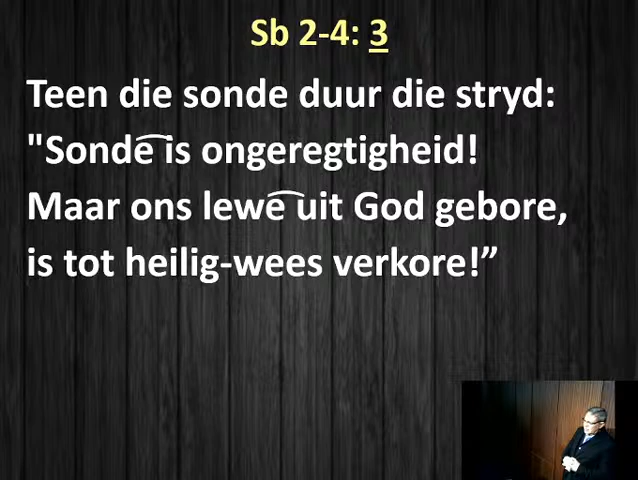 Sb 2-4: 3
Teen die sonde duur die stryd:
"Sonde͡ is ongeregtigheid!
Maar ons lewe͡ uit God gebore,
is tot heilig-wees verkore!”